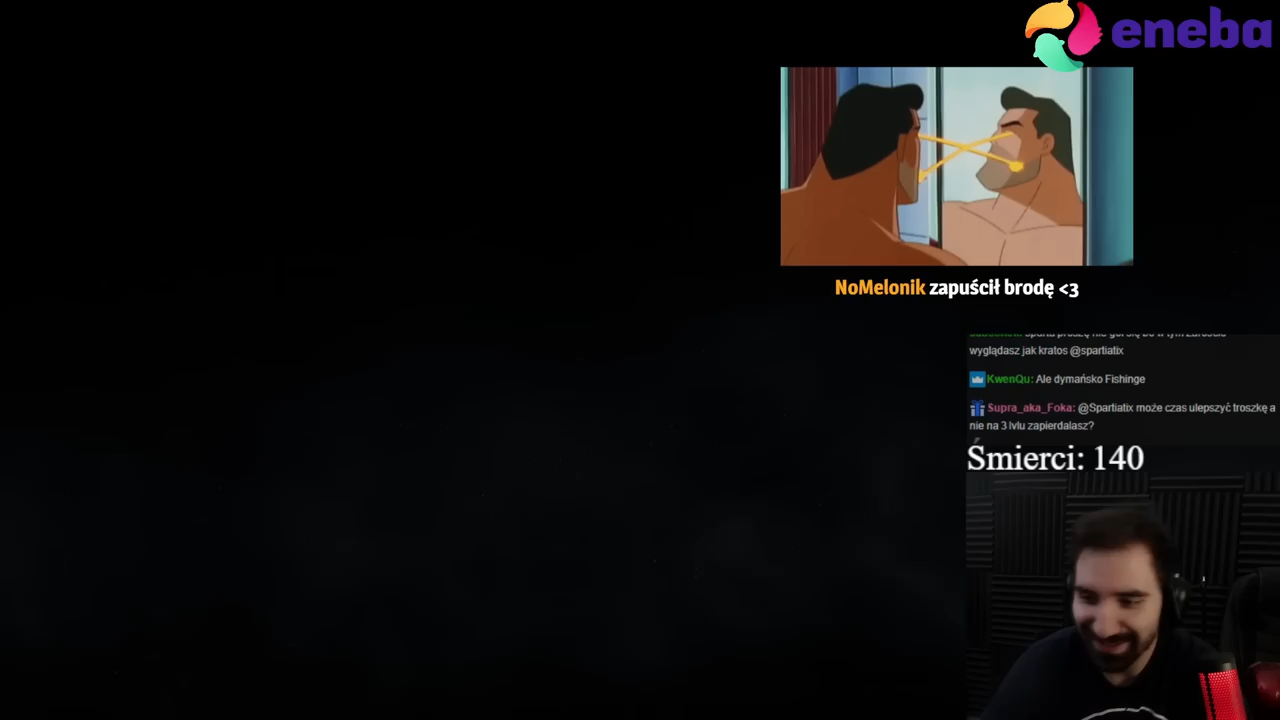 eneba
NoMelonik zapuścił brodę <3
wyglądasz jak kratos @spartiatix
KwenQu: Ale dymańsko Fishinge
Supra_aka_Foka: @Spartiatix może czas ulepszyć troszkę a
nie na 3 lvlu zapierdalasz?
Śmierci: 140